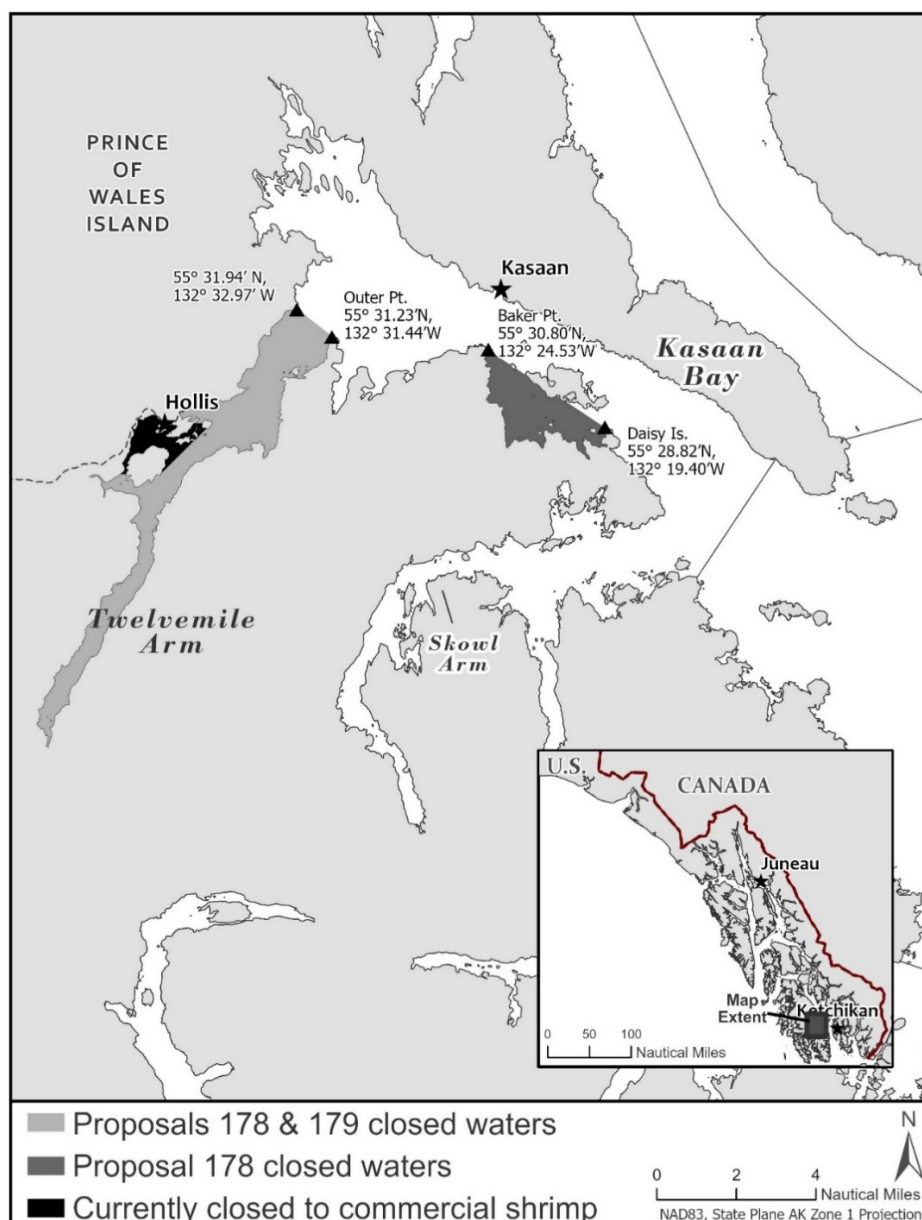 PRINCE
OF
WALES
ISLAND
55° 31.94’ N,
132° 32.97’ W
Outer Pt.
55° 31.23’N,
132° 31.44’W
Kasaan
Baker Pt.
55° 30.80’N,
132° 24.53’W
Kasaan
Bay
Hollis
Daisy Is.
55° 28.82’N,
132° 19.40’W
Twelvemile
Arm
Skowl
Arm
U.S.
CANADA
Juneau
Map
Extent
Ketchikan
0 50 100
Nautical Miles
Proposals 178 & 179 closed waters
Proposal 178 closed waters
Currently closed to commercial shrimp
N
0 2 4
Nautical Miles
NAD83, State Plane AK Zone 1 Projection